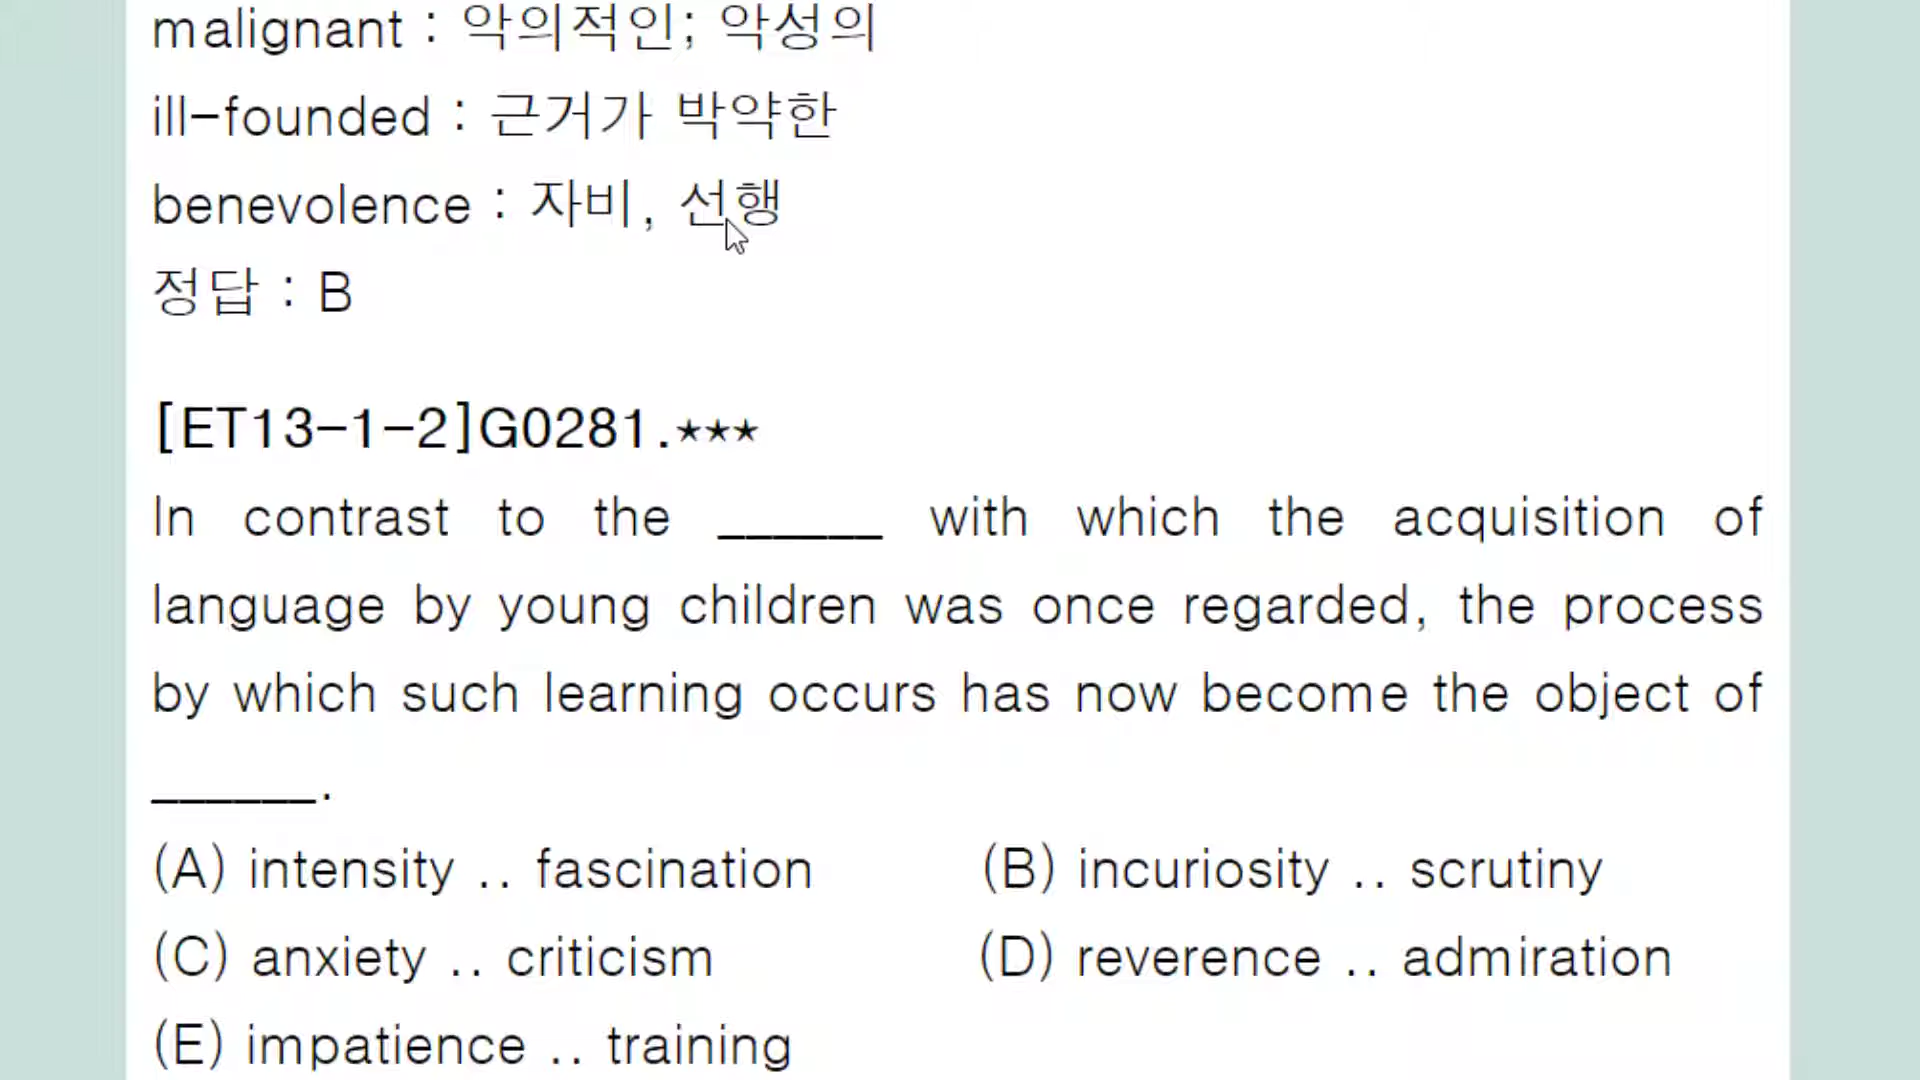 malignant : 악의적인; 악성의
ill-founded : 근거가 박약한
benevolence : 자비, 선행
정답 : B
[ET13-1-2]G0281.★★★
In contrast to the ______ with which the acquisition of
language by young children was once regarded, the process
by which such learning occurs has now become the object of
______.
(A) intensity .. fascination (B) incuriosity .. scrutiny
(C) anxiety .. criticism (D) reverence .. admiration
(E) impatience .. training